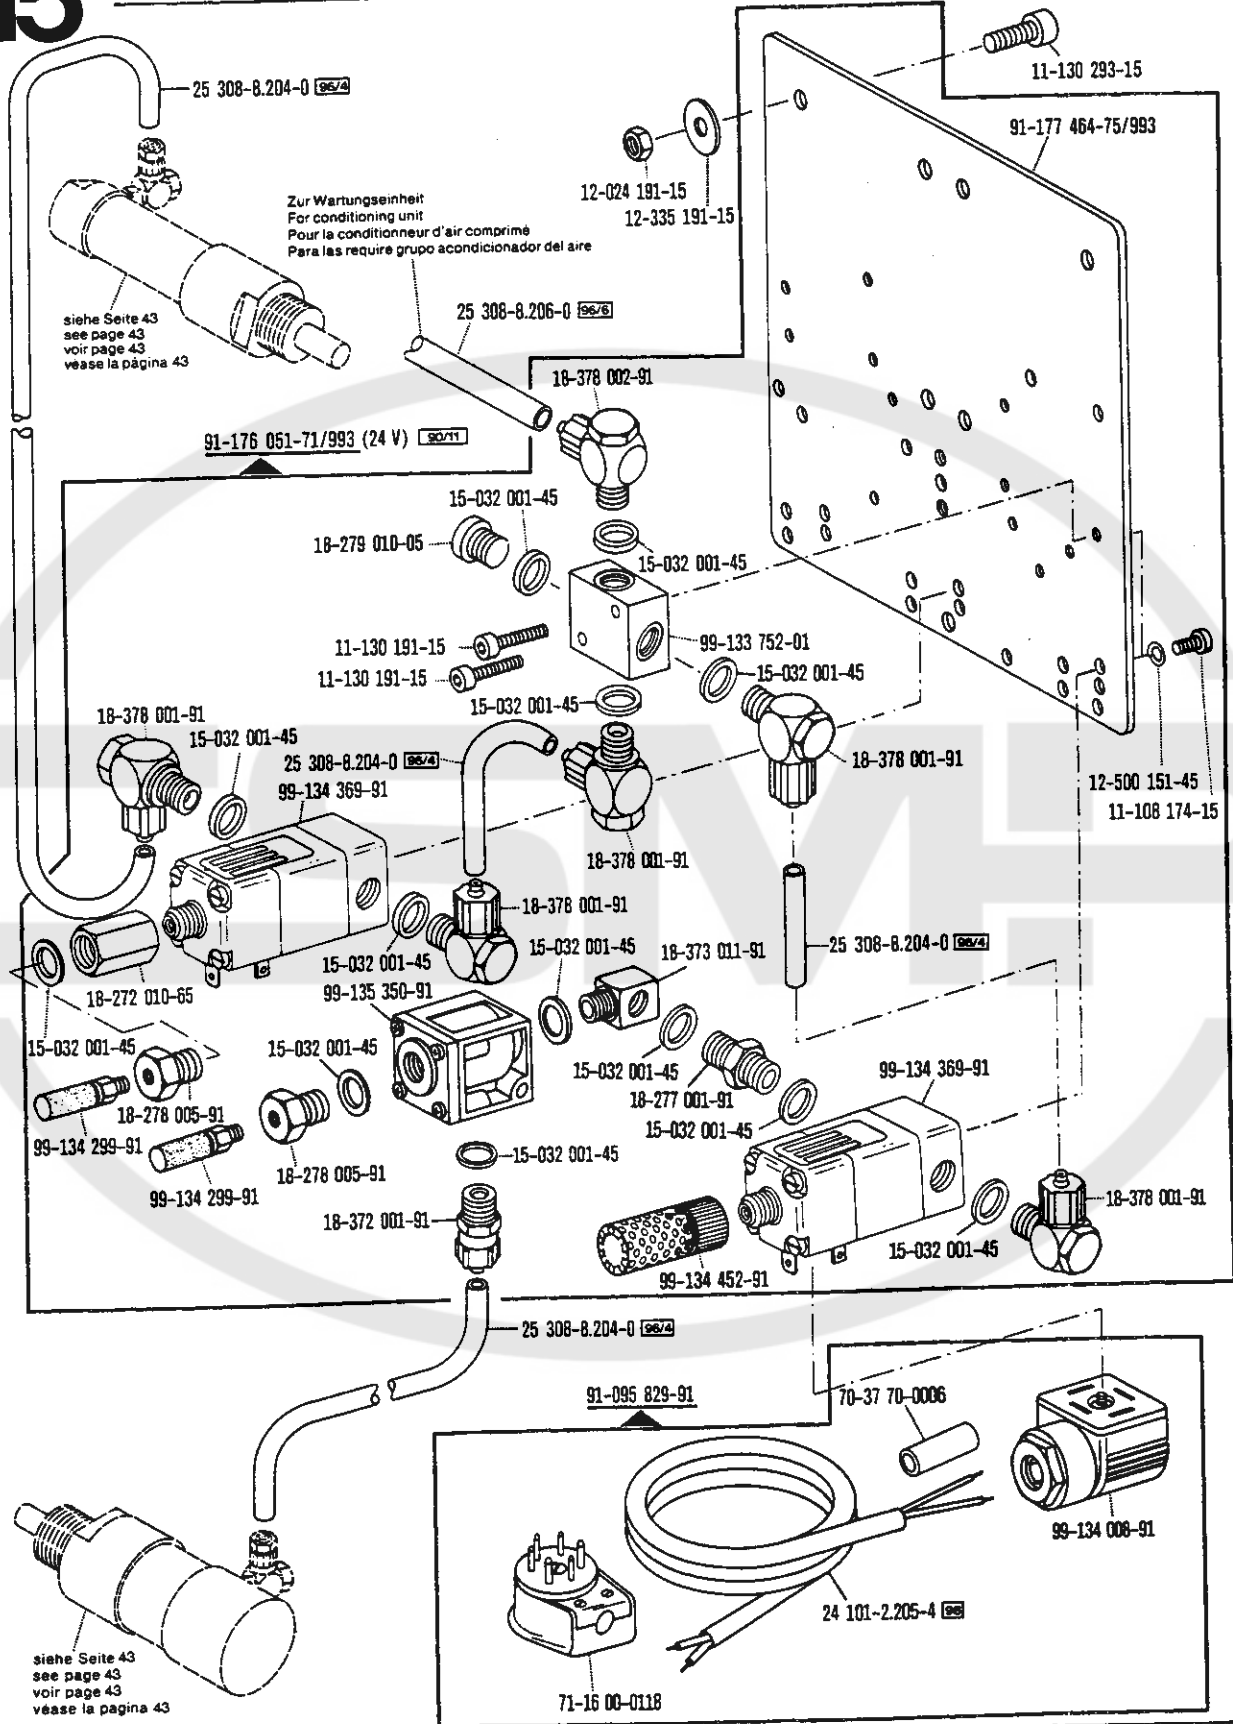 15
25 308-8.204-0 96/4
11-130 293-15
91-177 464-75/993
12-024 191-15
12-335 191-15
Zur Wartungseinheit
For conditioning unit
Pour la conditionneur d'air comprimé
Para las require grupo acondicionador del aire
siehe Seite 43
see page 43
voir page 43
véase la página 43
25 308-8.206-0 96/6
18-378 002-91
91-176 051-71/993 (24 V) 90/11
15-032 001-45
18-279 010-05
15-032 001-45
11-130 191-15
99-133 752-01
11-130 191-15
15-032 001-45
15-032 001-45
18-378 001-91
15-032 001-45
25 308-8.204-0 96/4
18-378 001-91
99-134 369-91
12-500 151-45
11-108 174-15
18-378 001-91
18-378 001-91
15-032 001-45
15-032 001-45
18-373 011-91
25 308-8.204-0 96/4
18-272 010-65
99-135 350-91
15-032 001-45
15-032 001-45
15-032 001-45
99-134 369-91
18-278 005-91
18-277 001-91
99-134 299-91
15-032 001-45
15-032 001-45
18-278 005-91
99-134 299-91
18-372 001-91
18-378 001-91
15-032 001-45
99-134 452-91
25 308-8.204-0 96/4
91-095 829-91
70-37 70-0006
99-134 008-91
24 101-2.205-4 96
71-16 00-0118
siehe Seite 43
see page 43
voir page 43
véase la pagina 43